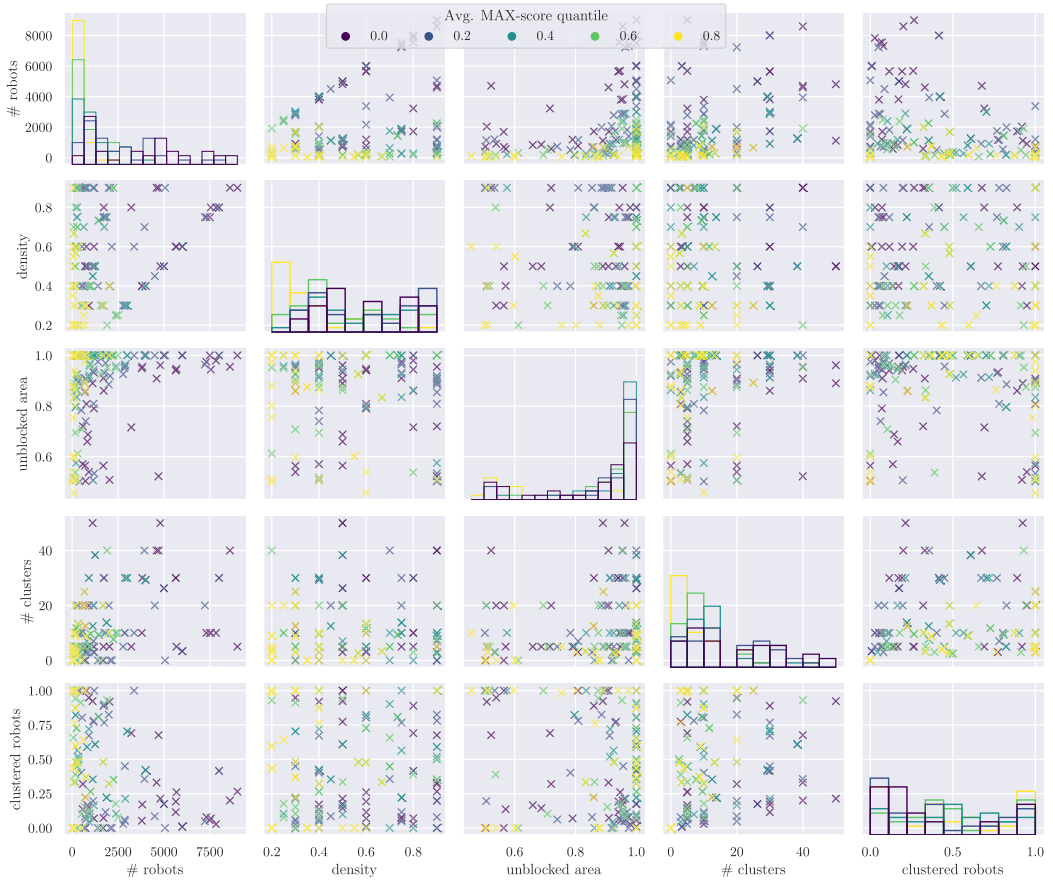 Avg. MAX-score quantile
0.0 0.2 0.4 0.6 0.8
# robots
8000
6000
4000
2000
0
density
0.8
0.6
0.4
0.2
unblocked area
1.0
0.8
0.6
# clusters
40
20
0
clustered robots
1.00
0.75
0.50
0.25
0.00
0 2500 5000 7500
0.2 0.4 0.6 0.8
0.6 0.8 1.0
0 20 40
0.0 0.5 1.0
# robots
density
unblocked area
# clusters
clustered robots